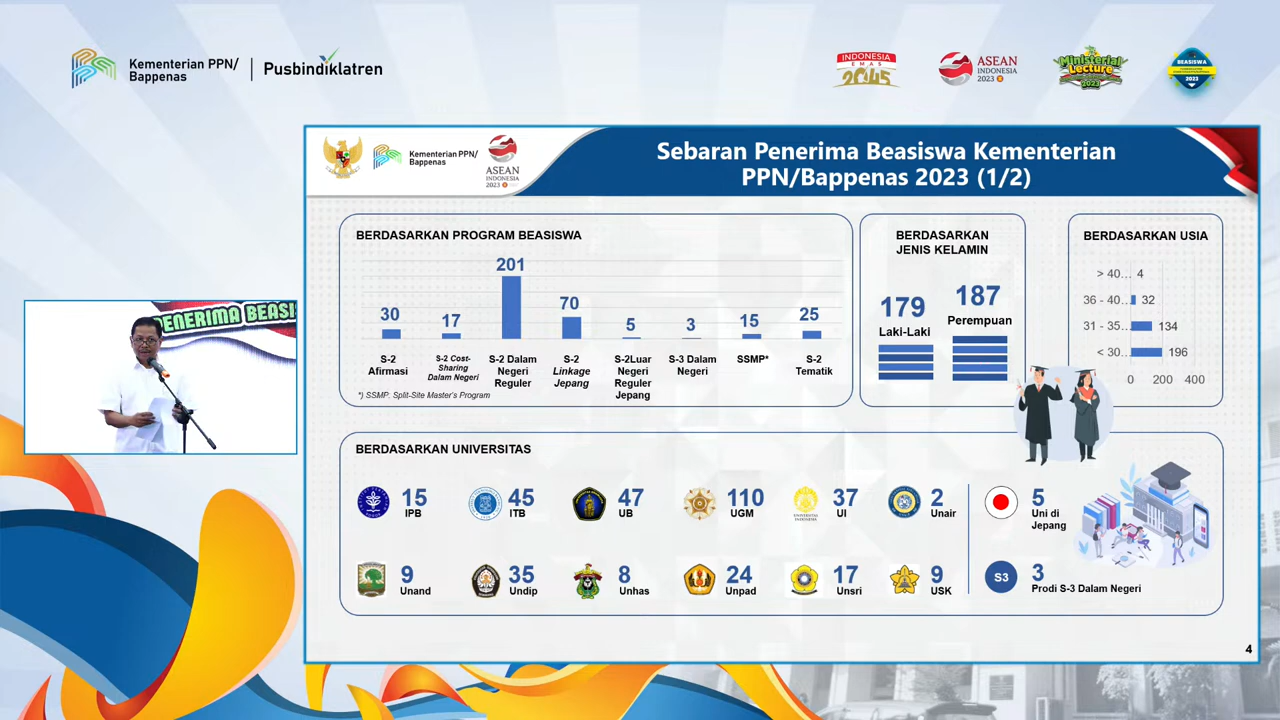 Kementerian PPN/
Bappenas
Pusbindiklatren
INDONESIA
EMAS
2045
ASEAN
INDONESIA
2023
Ministerial
Lecture
2023
BEASISWA
2023
Kementerian PPN/
Bappenas
ASEAN
INDONESIA
2023
Sebaran Penerima Beasiswa Kementerian
PPN/Bappenas 2023 (1/2)
BERDASARKAN PROGRAM BEASISWA
30
17
201
70
5
3
15
25
S-2
Afirmasi
S-2 Cost-
Sharing
Dalam Negeri
S-2 Dalam
Negeri
Reguler
S-2
Linkage
Jepang
S-2Luar
Negeri
Reguler
Jepang
S-3 Dalam
Negeri
SSMP*
S-2
Tematik
*) SSMP: Split-Site Master's Program
BERDASARKAN
JENIS KELAMIN
179
Laki-Laki
187
Perempuan
BERDASARKAN USIA
> 40... 4
36 - 40... 32
31 - 35... 134
< 30... 196
0 200 400
PENERIMA BEASIS
BERDASARKAN UNIVERSITAS
15
IPB
45
ITB
47
UB
110
UGM
UNIVERSITAS
INDONESIA
37
UI
2
Unair
5
Uni di
Jepang
9
Unand
35
Undip
8
Unhas
24
Unpad
17
Unsri
9
USK
S3
3
Prodi S-3 Dalam Negeri
4